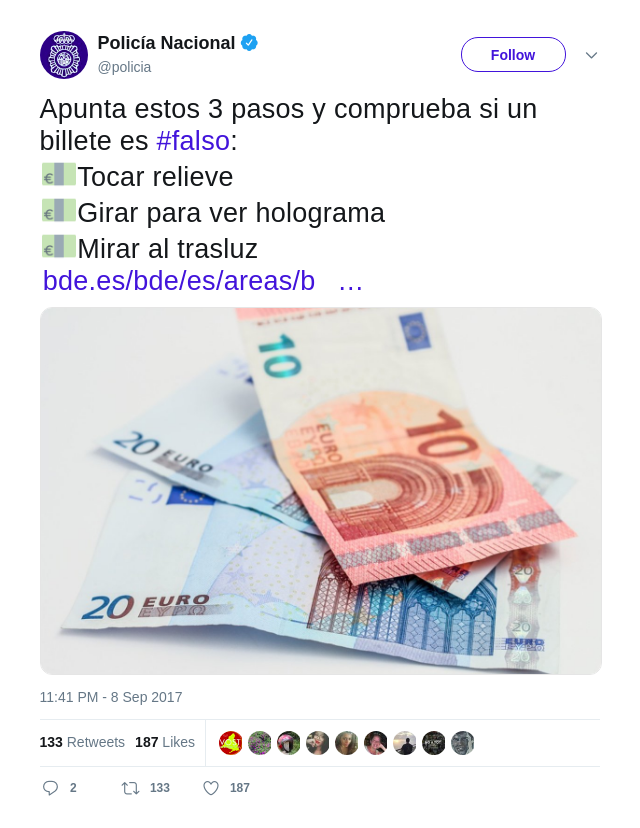 Policía Nacional
@policia
Follow
Apunta estos 3 pasos y comprueba si un
billete es #falso:
Tocar relieve
Girar para ver holograma
Mirar al trasluz
bde.es/bde/es/areas/b …
10
10
EURO
ΕΥΡΩ
20 EURO
20 EURO
ΕΥΡΩ
20
20
EURO
11:41 PM - 8 Sep 2017
133 Retweets 187 Likes
2 133 187